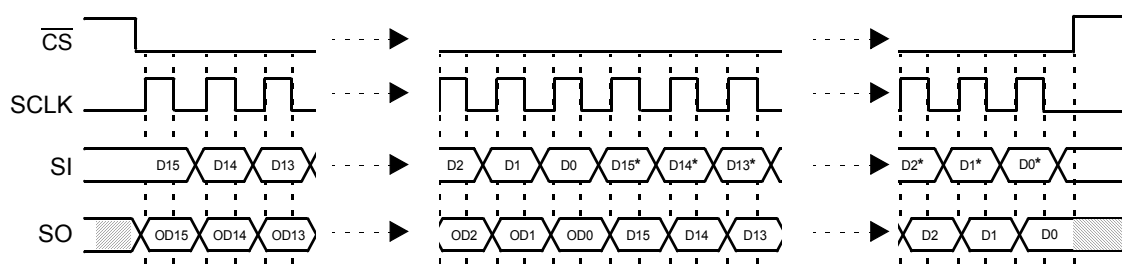 CS
SCLK
SI D15 D14 D13 D2 D1 D0 D15* D14* D13* D2* D1* D0*
SO OD15 OD14 OD13 OD2 OD1 OD0 D15 D14 D13 D2 D1 D0